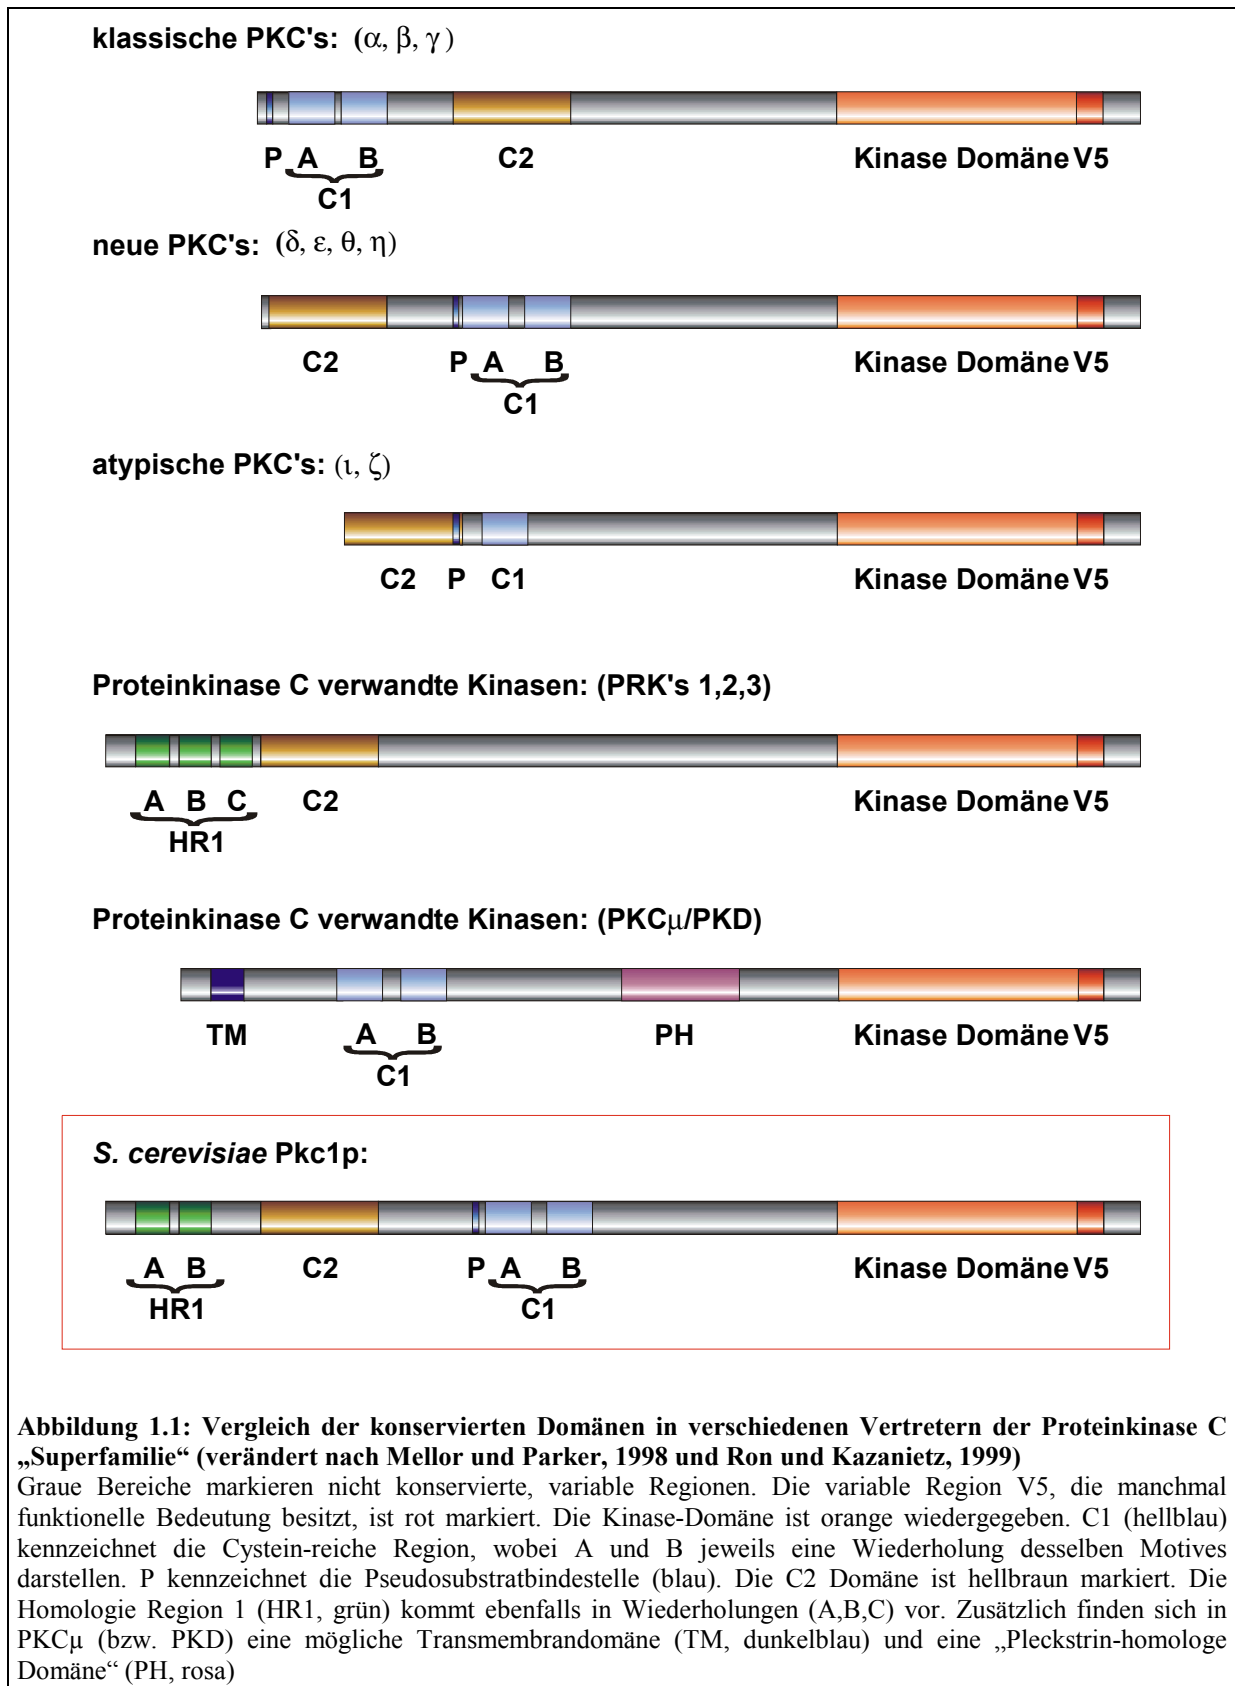 klassische PKC's: (α, β, γ )
P A B C2 Kinase Domäne V5
C1
neue PKC's: (δ, ε, θ, η)
C2 P A B Kinase Domäne V5
C1
atypische PKC's: (ι, ζ)
C2 P C1 Kinase Domäne V5
Proteinkinase C verwandte Kinasen: (PRK's 1,2,3)
A B C C2 Kinase Domäne V5
HR1
Proteinkinase C verwandte Kinasen: (PKCμ/PKD)
TM A B PH Kinase Domäne V5
C1
S. cerevisiae Pkc1p:
A B C2 P A B Kinase Domäne V5
HR1 C1
Abbildung 1.1: Vergleich der konservierten Domänen in verschiedenen Vertretern der Proteinkinase C
„Superfamilie“ (verändert nach Mellor und Parker, 1998 und Ron und Kazanietz, 1999)
Graue Bereiche markieren nicht konservierte, variable Regionen. Die variable Region V5, die manchmal
funktionelle Bedeutung besitzt, ist rot markiert. Die Kinase-Domäne ist orange wiedergegeben. C1 (hellblau)
kennzeichnet die Cystein-reiche Region, wobei A und B jeweils eine Wiederholung desselben Motives
darstellen. P kennzeichnet die Pseudosubstratbindestelle (blau). Die C2 Domäne ist hellbraun markiert. Die
Homologie Region 1 (HR1, grün) kommt ebenfalls in Wiederholungen (A,B,C) vor. Zusätzlich finden sich in
PKCμ (bzw. PKD) eine mögliche Transmembrandomäne (TM, dunkelblau) und eine „Pleckstrin-homologe
Domäne“ (PH, rosa)